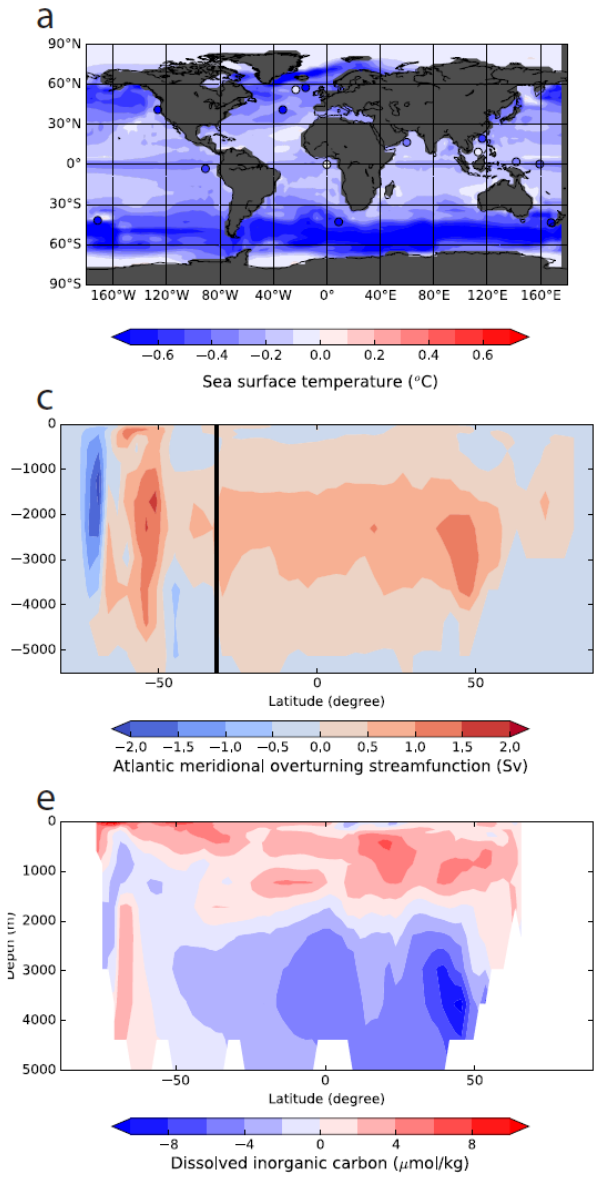 a
90°N
60°N
30°N
0°
30°S
60°S
90°S
160°W 120°W 80°W 40°W 0° 40°E 80°E 120°E 160°E
−0.6 −0.4 −0.2 0.0 0.2 0.4 0.6
Sea surface temperature (°C)
c
0
−1000
−2000
−3000
−4000
−5000
−50 0 50
Latitude (degree)
−2,0 −1,5 −1,0 −0,5 0,0 0,5 1,0 1,5 2,0
Atlantic meridional overturning streamfunction (Sv)
e
0
1000
2000
3000
4000
5000
Depth (m)
−50 0 50
Latitude (degree)
−8 −4 0 4 8
Dissolved inorganic carbon (μmol/kg)